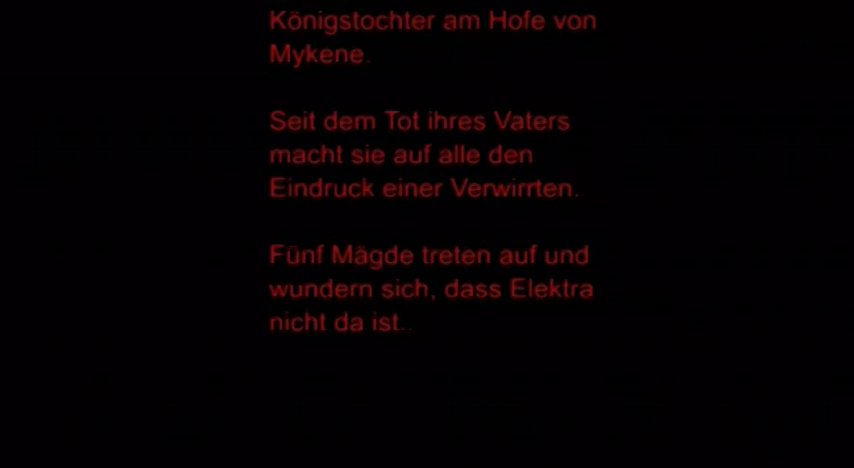 Königstochter am Hofe von
Mykene.
Seit dem Tot ihres Vaters
macht sie auf alle den
Eindruck einer Verwirrten.
Fünf Mägde treten auf und
wundern sich, dass Elektra
nicht da ist..